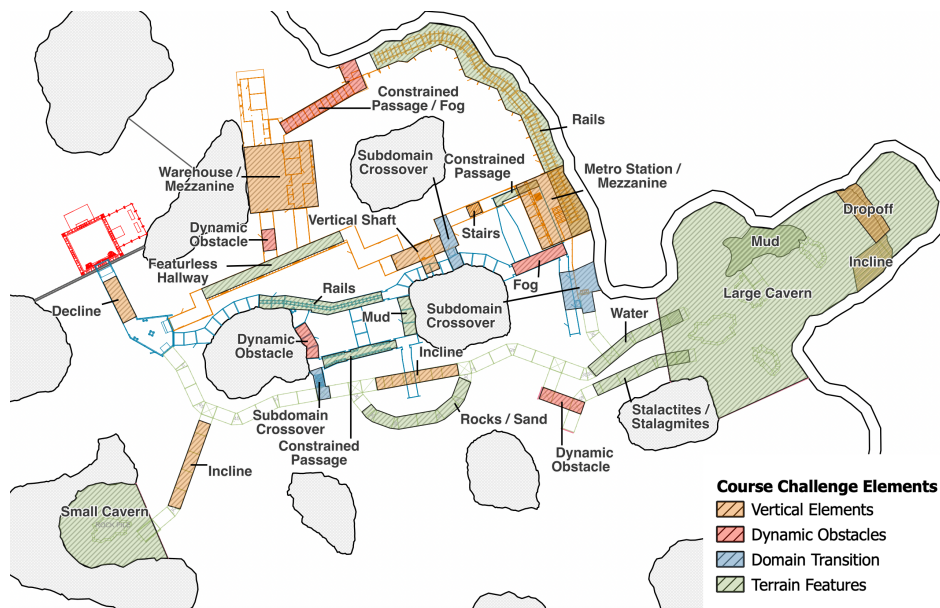 Constrained
Passage / Fog
Rails
Subdomain
Crossover
Constrained
Passage
Metro Station /
Mezzanine
Warehouse /
Mezzanine
Vertical Shaft
Stairs
Dropoff
Dynamic
Obstacle
Mud
Featureless
Hallway
Incline
Fog
Rails
Large Cavern
Decline
Mud
Subdomain
Crossover
Water
Dynamic
Obstacle
Incline
Subdomain
Crossover
Rocks / Sand
Stalactites /
Stalagmites
Constrained
Passage
Dynamic
Obstacle
Incline
Small Cavern
Course Challenge Elements
Vertical Elements
Dynamic Obstacles
Domain Transition
Terrain Features